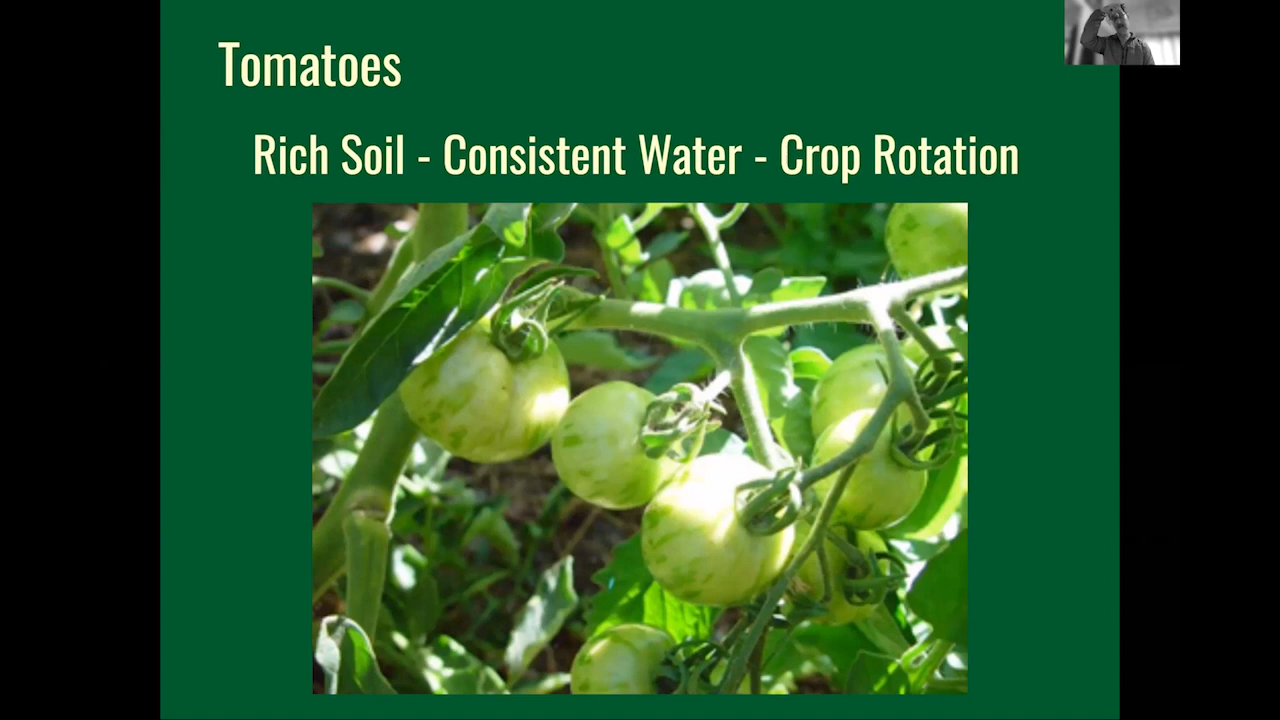 Tomatoes
Rich Soil - Consistent Water - Crop Rotation